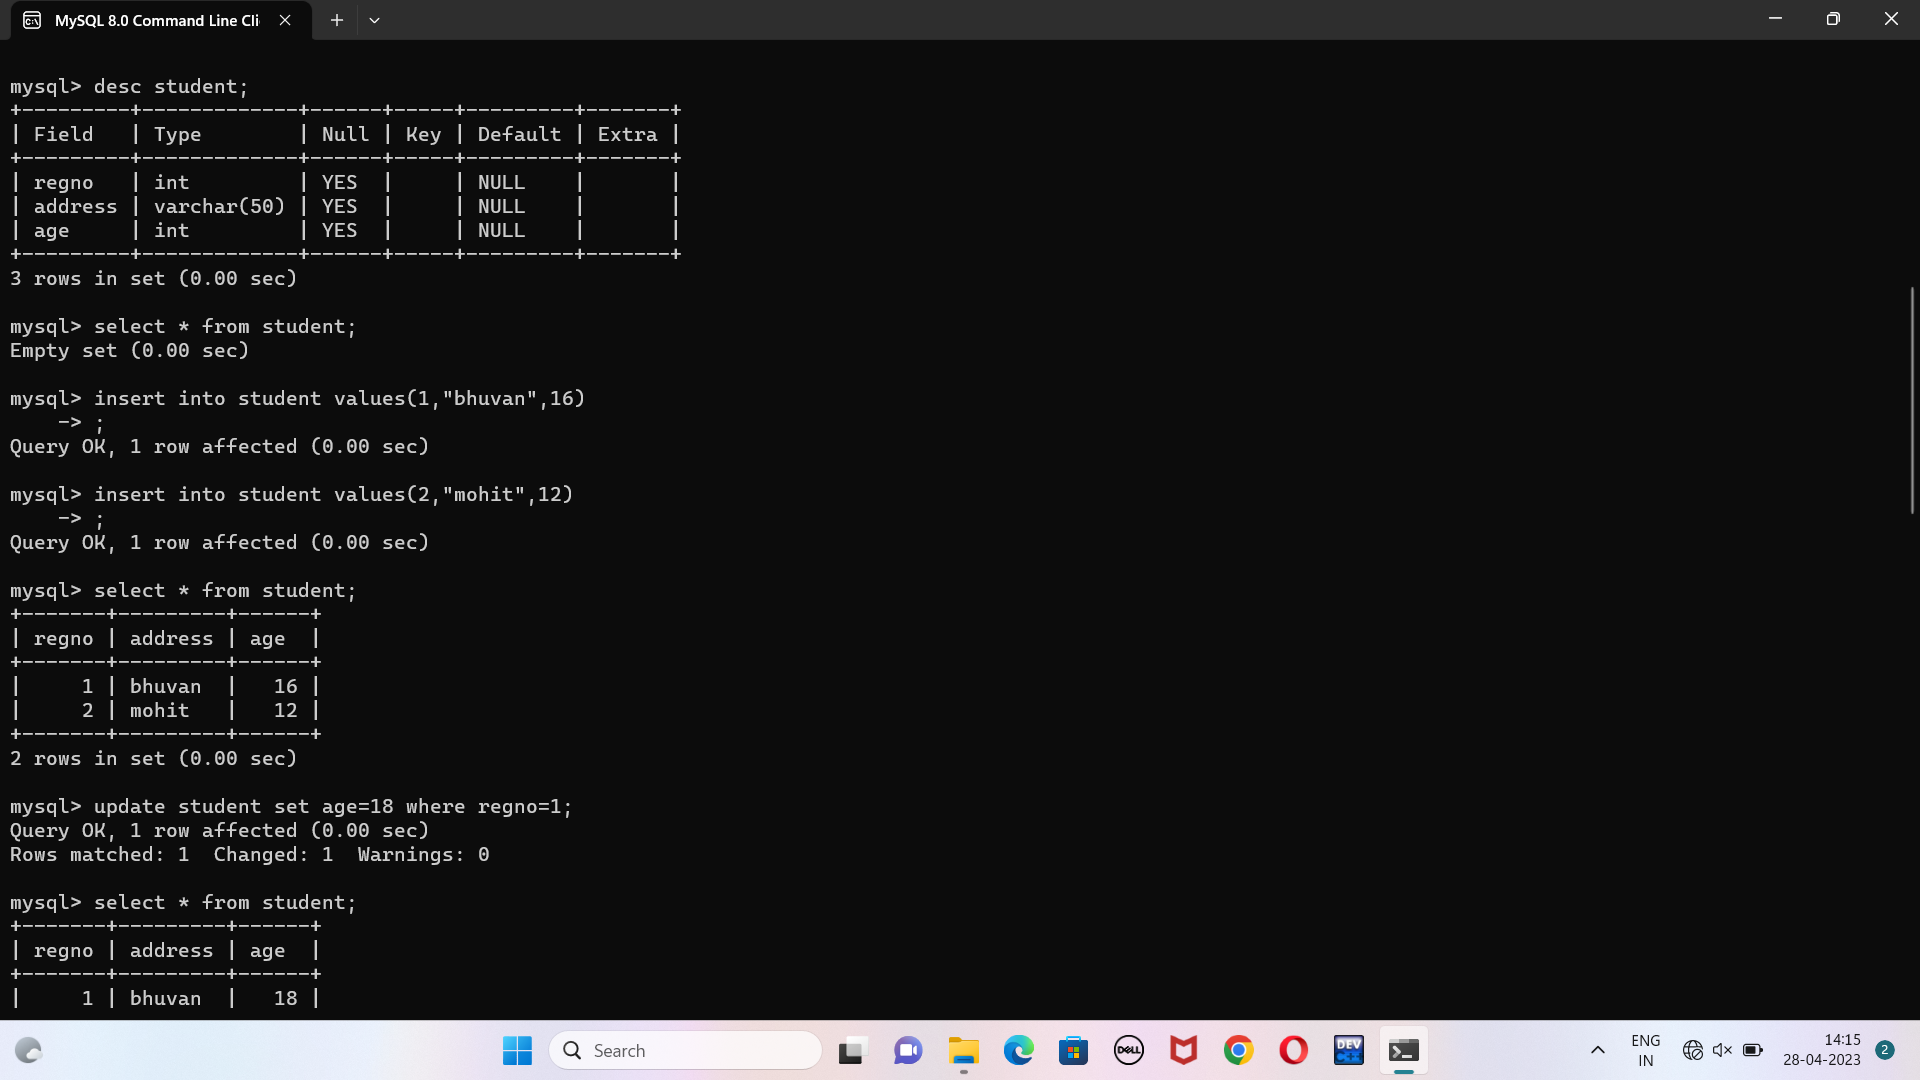 MySQL 8.0 Command Line Cli
mysql> desc student;
+---------+-------------+------+-----+---------+-------+
| Field   | Type        | Null | Key | Default | Extra |
+---------+-------------+------+-----+---------+-------+
| regno   | int         | YES  |     | NULL    |       |
| address | varchar(50) | YES  |     | NULL    |       |
| age     | int         | YES  |     | NULL    |       |
+---------+-------------+------+-----+---------+-------+
3 rows in set (0.00 sec)
mysql> select * from student;
Empty set (0.00 sec)
mysql> insert into student values(1,"bhuvan",16)
    -> ;
Query OK, 1 row affected (0.00 sec)
mysql> insert into student values(2,"mohit",12)
    -> ;
Query OK, 1 row affected (0.00 sec)
mysql> select * from student;
+-------+---------+------+
| regno | address | age  |
+-------+---------+------+
|     1 | bhuvan  |   16 |
|     2 | mohit   |   12 |
+-------+---------+------+
2 rows in set (0.00 sec)
mysql> update student set age=18 where regno=1;
Query OK, 1 row affected (0.00 sec)
Rows matched: 1  Changed: 1  Warnings: 0
mysql> select * from student;
+-------+---------+------+
| regno | address | age  |
+-------+---------+------+
|     1 | bhuvan  |   18 |
Search
DELL
DEV
C++
ENG
IN
14:15
28-04-2023
2